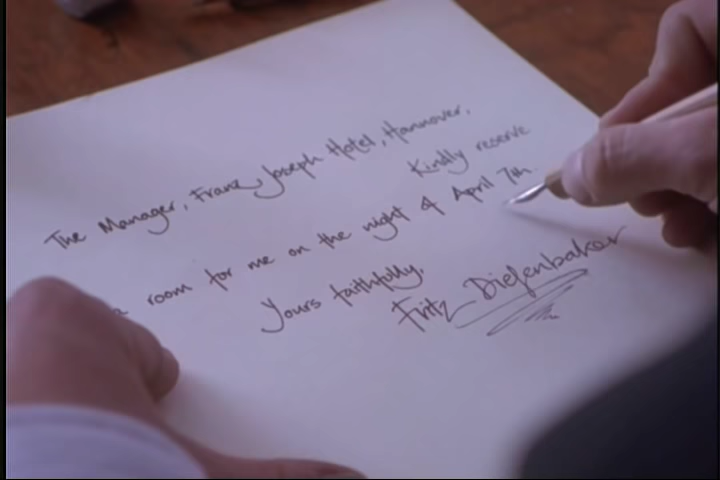 The Manager, Franz Joseph Hotel, Hannover.
Kindly reserve
a room for me on the night of April 7th
Yours faithfully.
Fritz Diefenbaker